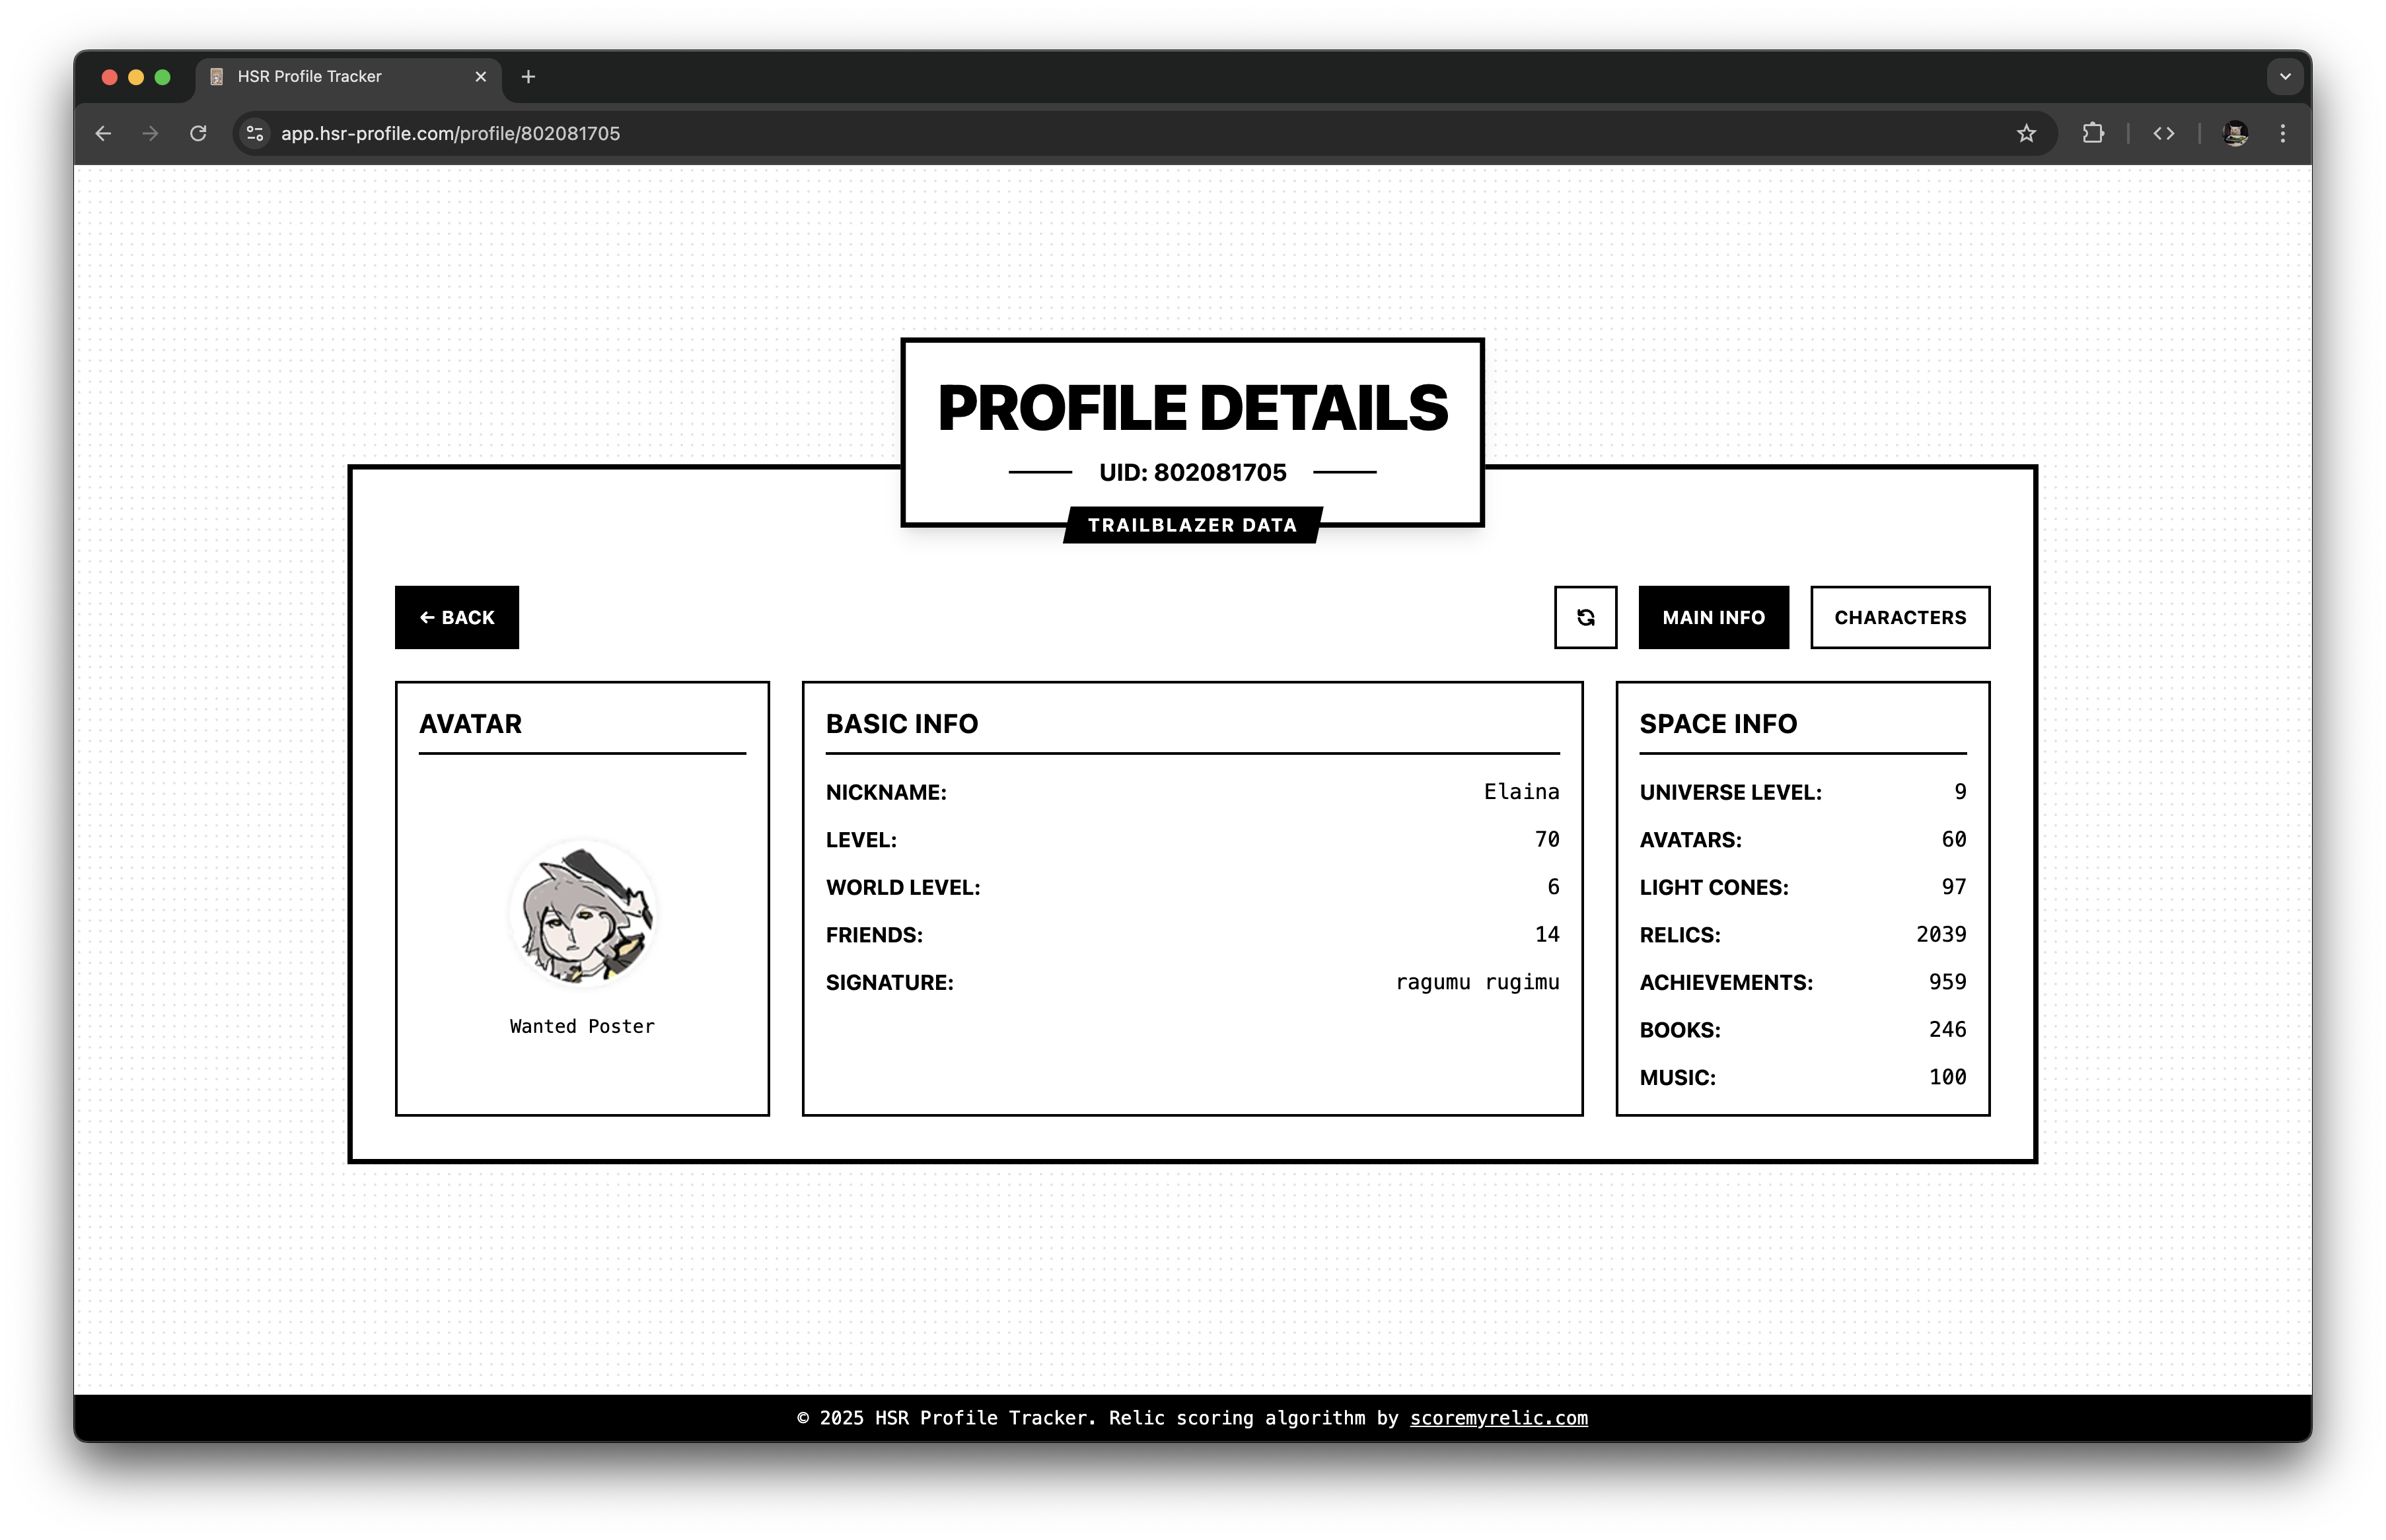 HSR Profile Tracker
app.hsr-profile.com/profile/802081705
PROFILE DETAILS
UID: 802081705
TRAILBLAZER DATA
← BACK
MAIN INFO
CHARACTERS
AVATAR
Wanted Poster
BASIC INFO
NICKNAME: Elaina
LEVEL: 70
WORLD LEVEL: 6
FRIENDS: 14
SIGNATURE: ragumu rugimu
SPACE INFO
UNIVERSE LEVEL: 9
AVATARS: 60
LIGHT CONES: 97
RELICS: 2039
ACHIEVEMENTS: 959
BOOKS: 246
MUSIC: 100
© 2025 HSR Profile Tracker. Relic scoring algorithm by scoremyrelic.com